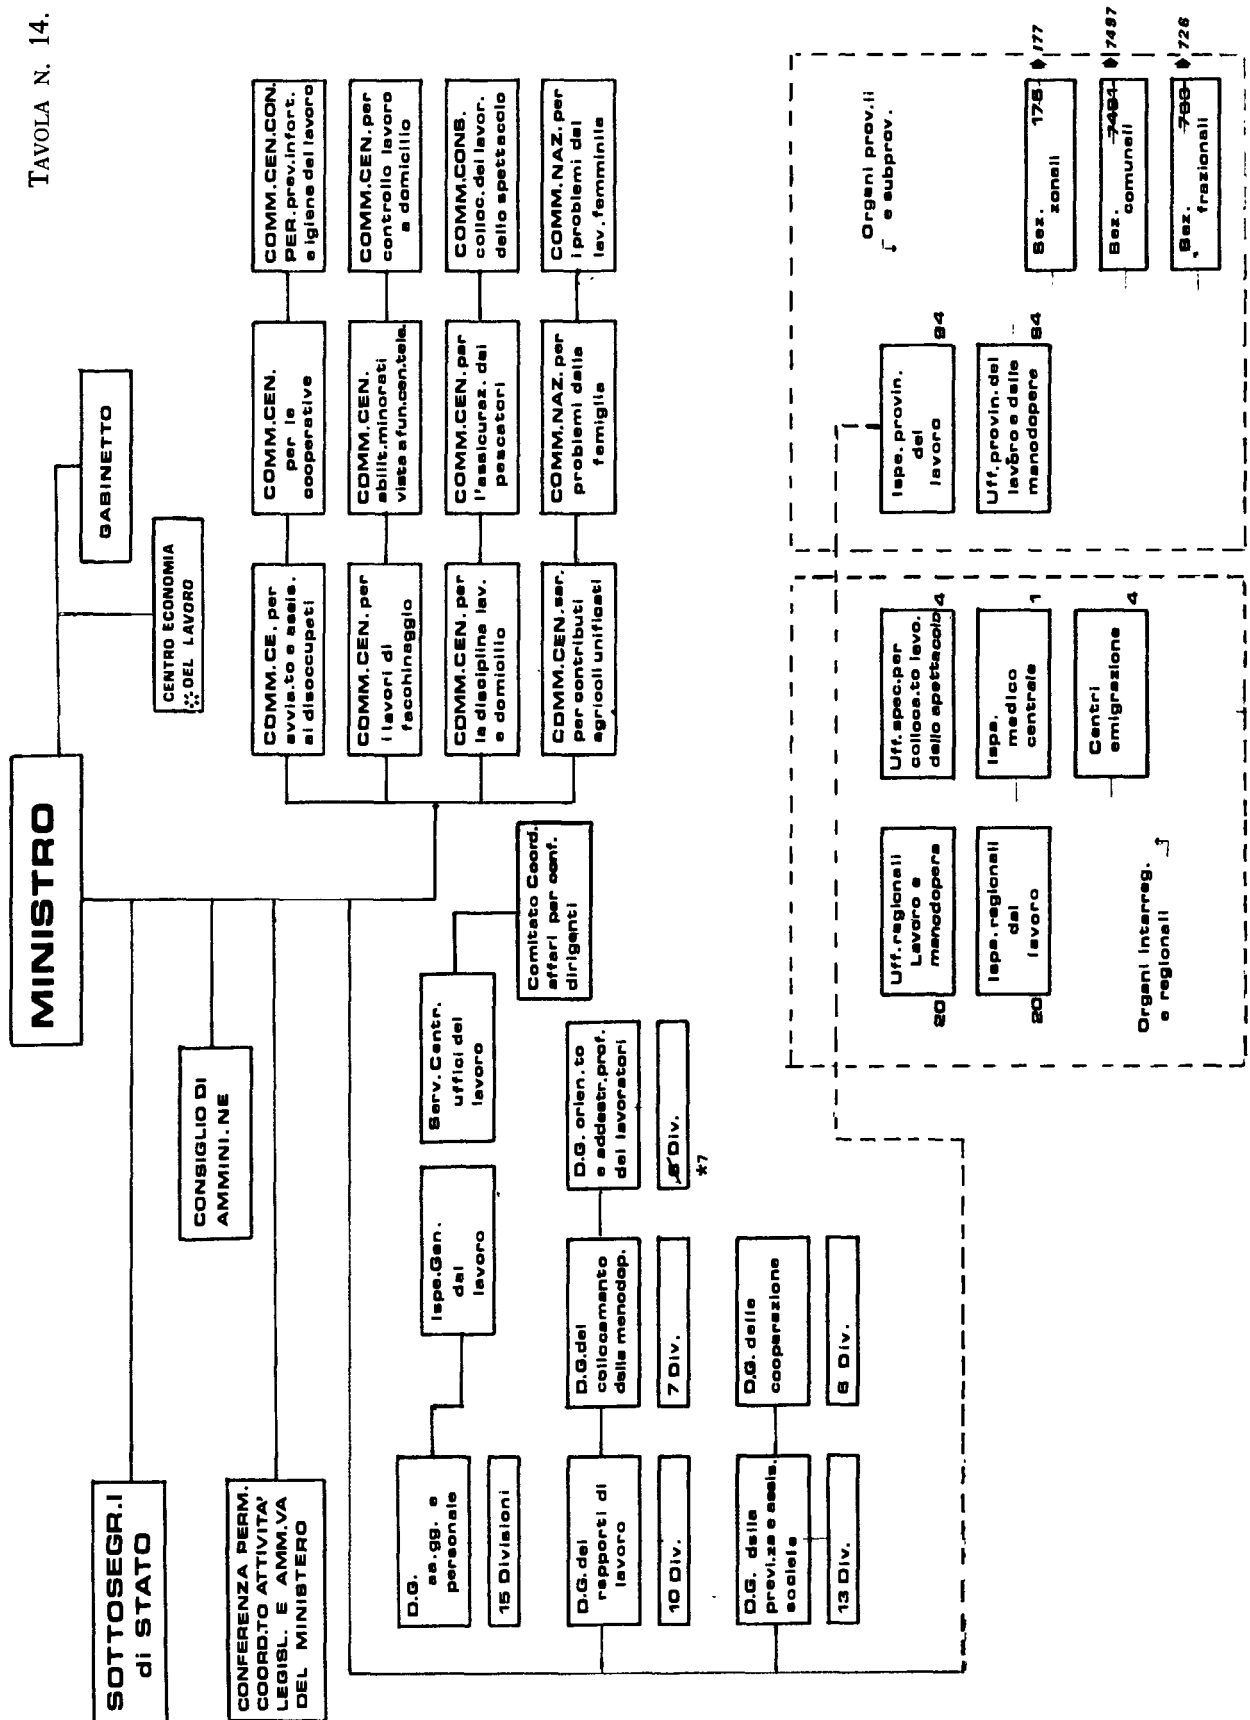 TAVOLA N. 14.
MINISTRO
GABINETTO
CENTRO ECONOMIA
DEL LAVORO
SOTTOSEGR.I
di STATO
CONSIGLIO DI
AMMINI.NE
CONFERENZA PERM.
COORD.TO ATTIVITA'
LEGISL. E AMM.VA
DEL MINISTERO
COMM.CE. per
avvia.to e assis.
ai disoccupati
COMM.CEN.
per le
cooperative
COMM.CEN.CON.
PER.prev.infort.
e igiene del lavoro
COMM.CEN. per
i lavori di
facchinaggio
COMM.CEN.
abilit.minorati
vista a fun.cen.tele.
COMM.CEN.per
controllo lavoro
a domicilio
COMM.CEN. per
la disciplina lav.
a domicilio
COMM.CEN.per
l'assicuraz. dei
pescatori
COMM.CONS.
colloc.dei lavor.
dello spettacolo
COMM.CEN.ser.
per contributi
agricoli unificati
COMM.NAZ.per
problemi della
famiglia
COMM.NAZ. per
i problemi del
lav.femminile
D.G.
aa.gg. e
personale
15 Divisioni
Ispe.Gen.
del
lavoro
Serv.Centr.
uffici del
lavoro
Comitato Coord.
affari per conf.
dirigenti
D.G.dei
rapporti di
lavoro
10 Div.
D.G.del
collocamento
della manodop.
7 Div.
D.G. orien.to
e addestr.prof.
dei lavoratori
Div.
*7
D.G. della
previ.za e assis.
sociale
13 Div.
D.G. della
cooperazione
6 Div.
Uff.regionali
Lavoro e
manodopera
20
Uff.spec.per
colloca.to lavo.
dello spettacolo
4
Ispe.regionali
del
lavoro
20
Ispe.
medico
centrale
1
Centri
emigrazione
4
Organi interreg.
e regionali
Ispe. provin.
del
lavoro
94
Uff.provin.del
lavoro e della
manodopera
94
Organi prov.li
e subprov.
Sez. 175 177
zonali
Sez. 7491 7497
comunali
Sez. 726
frazionali